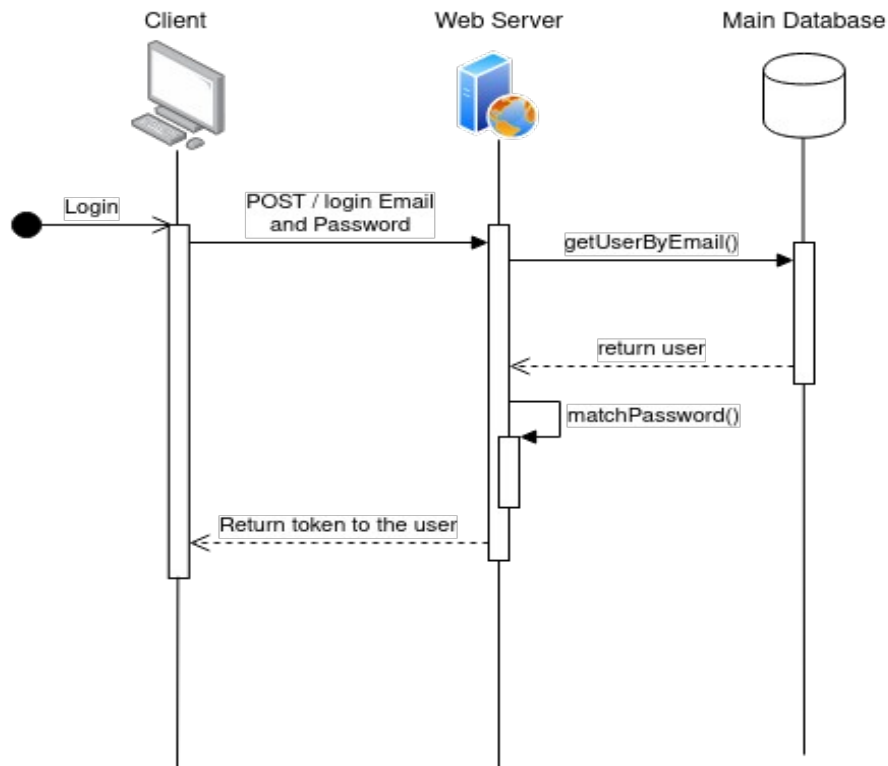 Client
Web Server
Main Database
Login
POST / login Email
and Password
getUserByEmail()
return user
matchPassword()
Return token to the user